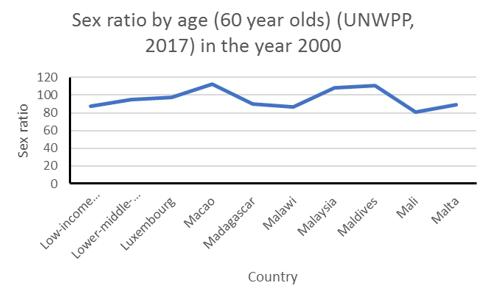 Sex ratio by age (60 year olds) (UNWPP,
2017) in the year 2000
120
100
80
60
40
20
0
Sex ratio
Low-income...
Lower-middle-...
Luxembourg
Macao
Madagascar
Malawi
Malaysia
Maldives
Mali
Malta
Country